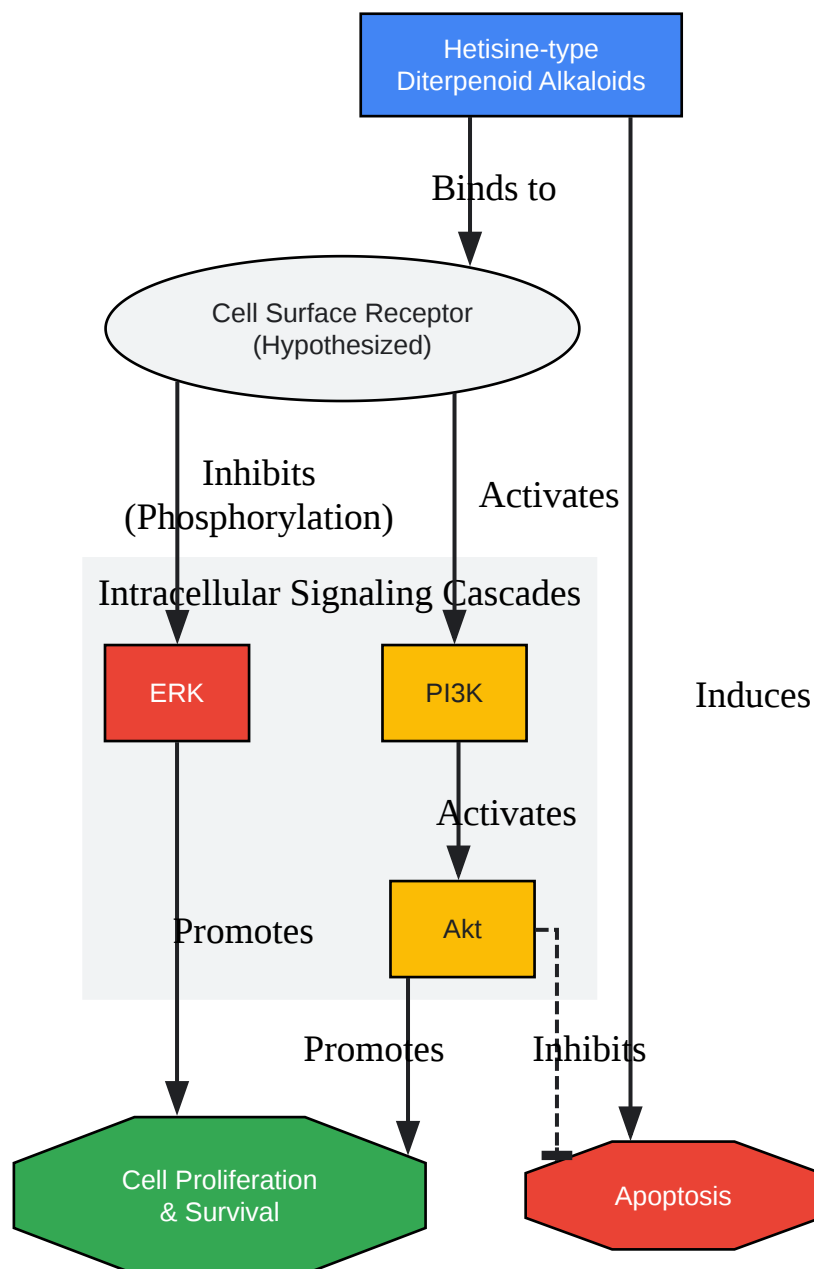 Hetisine-type
Diterpenoid Alkaloids
Binds to
Cell Surface Receptor
(Hypothesized)
Inhibits
(Phosphorylation)
Activates
Intracellular Signaling Cascades
ERK
PI3K
Induces
Activates
Akt
Promotes
Promotes
Inhibits
Cell Proliferation
& Survival
Apoptosis